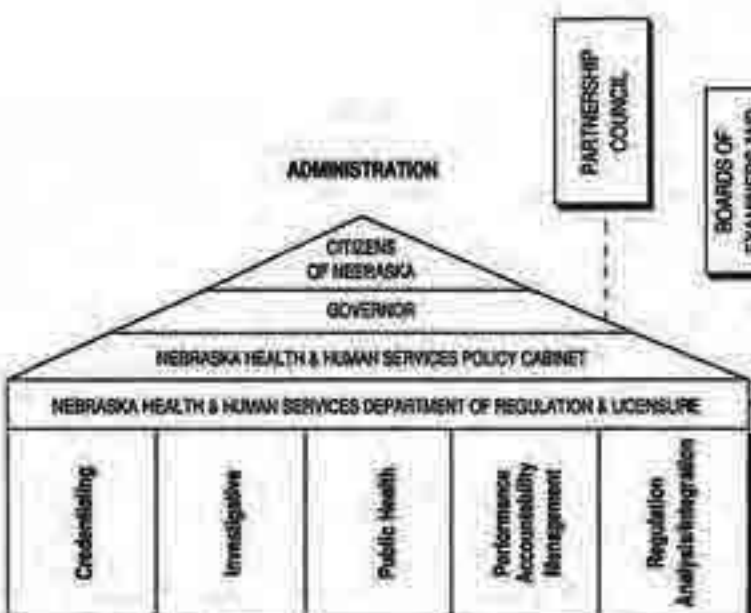 PARTNERSHIP
COUNCIL
BOARDS OF
ADMINISTRATION
CITIZENS
OF NEBRASKA
GOVERNOR
NEBRASKA HEALTH & HUMAN SERVICES POLICY CABINET
NEBRASKA HEALTH & HUMAN SERVICES DEPARTMENT OF REGULATION & LICENSURE
Credentialing
Investigative
Public Health
Performance
Accountability
Management
Regulation
Analysis/Integration